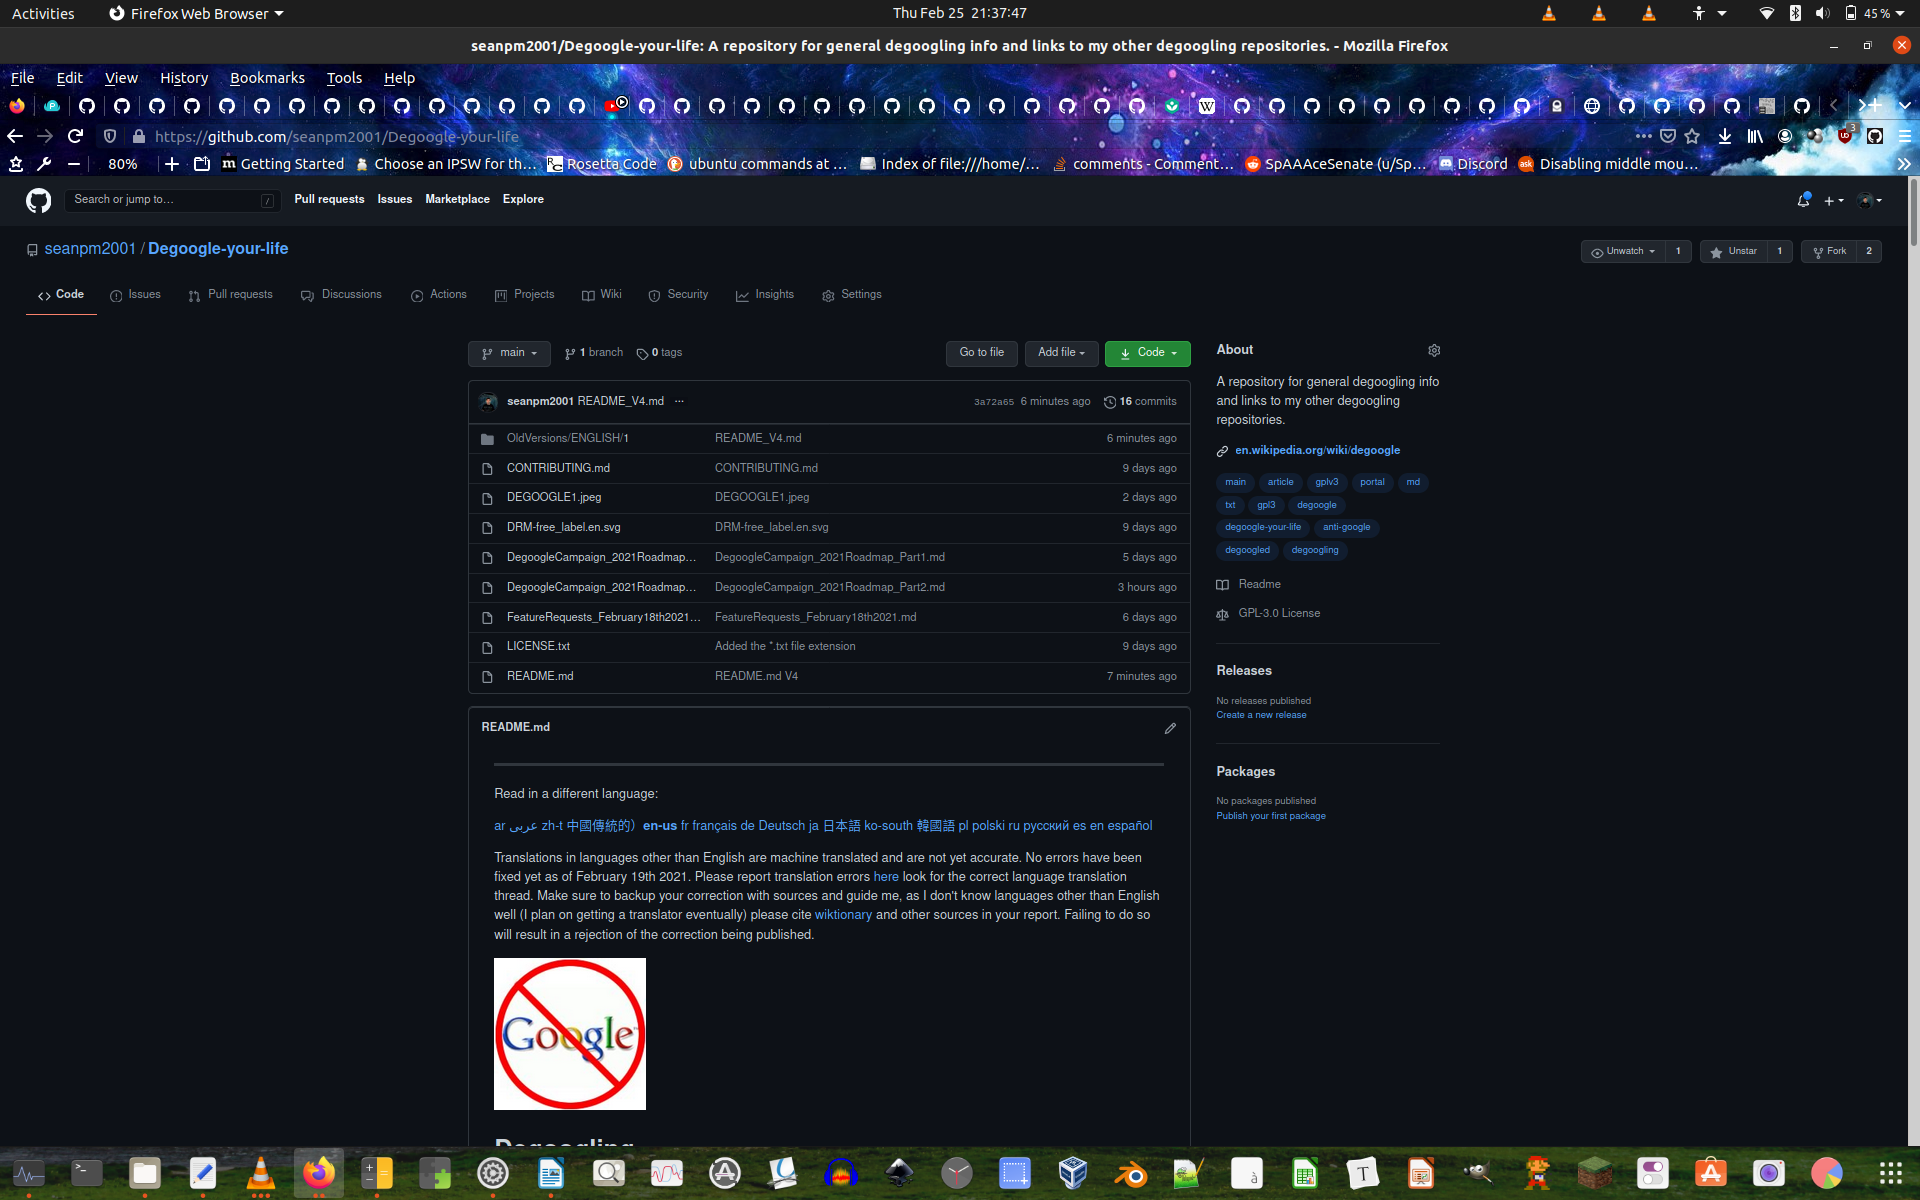 Activities Firefox Web Browser Thu Feb 25 21:37:47 45 %
seanpm2001/Degoogle-your-life: A repository for general degoogling info and links to my other degoogling repositories. - Mozilla Firefox
File Edit View History Bookmarks Tools Help
https://github.com/seanpm2001/Degoogle-your-life
80% Getting Started Choose an IPSW for th… Rosetta Code ubuntu commands at … Index of file:///home/… comments - Comment… SpAAAceSenate (u/Sp… Discord Disabling middle mou…
Search or jump to… / Pull requests Issues Marketplace Explore
seanpm2001 / Degoogle-your-life Unwatch 1 Unstar 1 Fork 2
Code Issues Pull requests Discussions Actions Projects Wiki Security Insights Settings
main 1 branch 0 tags Go to file Add file Code
seanpm2001 README_V4.md ... 3a72a65 6 minutes ago 16 commits
OldVersions/ENGLISH/1 README_V4.md 6 minutes ago
CONTRIBUTING.md CONTRIBUTING.md 9 days ago
DEGOOGLE1.jpeg DEGOOGLE1.jpeg 2 days ago
DRM-free_label.en.svg DRM-free_label.en.svg 9 days ago
DegoogleCampaign_2021Roadmap… DegoogleCampaign_2021Roadmap_Part1.md 5 days ago
DegoogleCampaign_2021Roadmap… DegoogleCampaign_2021Roadmap_Part2.md 3 hours ago
FeatureRequests_February18th2021… FeatureRequests_February18th2021.md 6 days ago
LICENSE.txt Added the *.txt file extension 9 days ago
README.md README.md V4 7 minutes ago
About
A repository for general degoogling info
and links to my other degoogling
repositories.
en.wikipedia.org/wiki/degoogle
main article gplv3 portal md
txt gpl3 degoogle
degoogle-your-life anti-google
degoogled degoogling
Readme
GPL-3.0 License
Releases
No releases published
Create a new release
Packages
No packages published
Publish your first package
README.md
Read in a different language:
ar عربى zh-t 中國傳統的）en-us fr français de Deutsch ja 日本語 ko-south 韓國語 pl polski ru русский es en español
Translations in languages other than English are machine translated and are not yet accurate. No errors have been
fixed yet as of February 19th 2021. Please report translation errors here look for the correct language translation
thread. Make sure to backup your correction with sources and guide me, as I don't know languages other than English
well (I plan on getting a translator eventually) please cite wiktionary and other sources in your report. Failing to do so
will result in a rejection of the correction being published.
Google
Degoogling